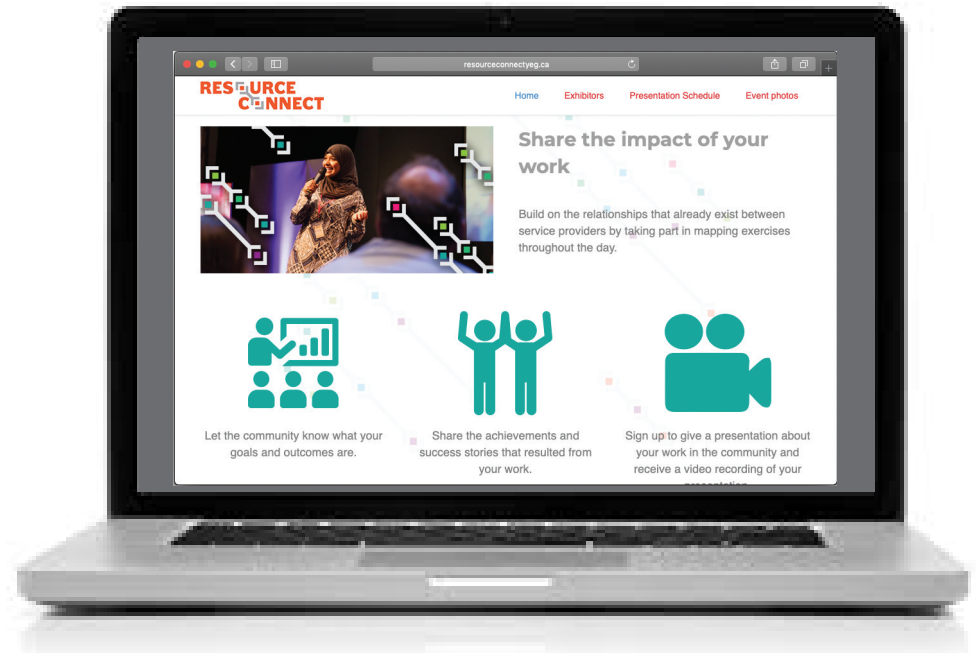 resourceconnectyeg.ca
RESOURCE
CONNECT
Home Exhibitors Presentation Schedule Event photos
Share the impact of your
work
Build on the relationships that already exist between
service providers by taking part in mapping exercises
throughout the day.
Let the community know what your
goals and outcomes are.
Share the achievements and
success stories that resulted from
your work.
Sign up to give a presentation about
your work in the community and
receive a video recording of your
presentation